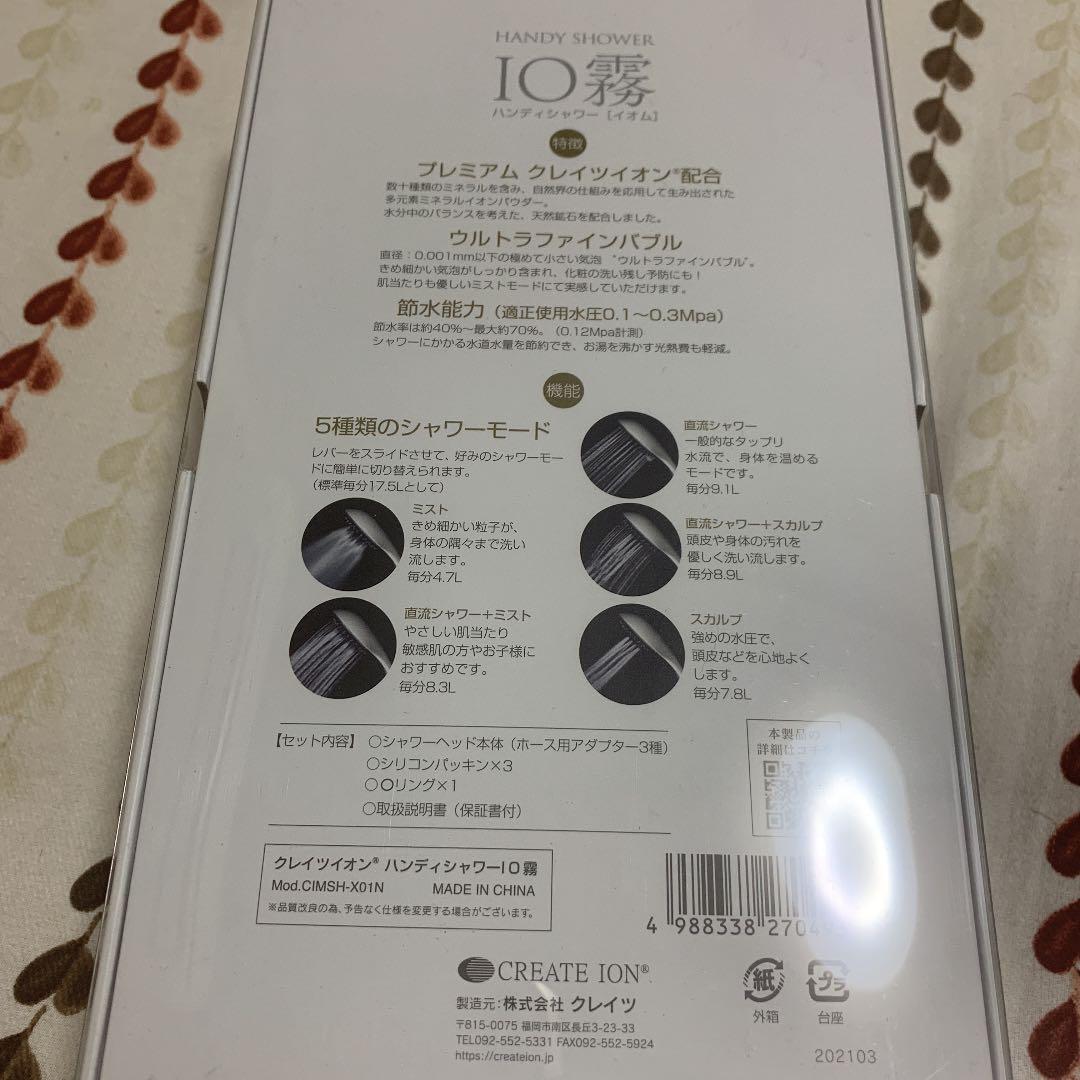 HANDY SHOWER
IO霧
ハンディシャワー［イオム］
特徴
プレミアム クレイツイオン®配合
数十種類のミネラルを含み、自然界の仕組みを応用して生み出された
多元素ミネラルイオンパウダー。
水分中のバランスを考えた、天然鉱石を配合しました。
ウルトラファインバブル
直径：0.001mm以下の極めて小さい気泡 “ウルトラファインバブル”。
きめ細かい気泡がしっかり含まれ、化粧の洗い残し予防にも！
肌当たりも優しいミストモードにて実感していただけます。
節水能力（適正使用水圧0.1～0.3Mpa）
節水率は約40%～最大約70%。（0.12Mpa計測）
シャワーにかかる水道水量を節約でき、お湯を沸かす光熱費も軽減。
機能
5種類のシャワーモード
レバーをスライドさせて、好みのシャワーモー
ドに簡単に切り替えられます。
（標準毎分17.5Lとして）
ミスト
きめ細かい粒子が、
身体の隅々まで洗い
流します。
毎分4.7L
直流シャワー＋ミスト
やさしい肌当たり
敏感肌の方やお子様に
おすすめです。
毎分8.3L
直流シャワー
一般的なタップリ
水流で、身体を温める
モードです。
毎分9.1L
直流シャワー＋スカルプ
頭皮や身体の汚れを
優しく洗い流します。
毎分8.9L
スカルプ
強めの水圧で、
頭皮などを心地よく
します。
毎分7.8L
【セット内容】 ○シャワーヘッド本体（ホース用アダプター3種）
○シリコンパッキン×3
○Oリング×1
○取扱説明書（保証書付）
本製品の
詳細はコチ
クレイツイオン® ハンディシャワーIO霧
Mod.CIMSH-X01N MADE IN CHINA
※品質改良の為、予告なく仕様を変更する場合がございます。
4 988338 2704
CREATE ION®
製造元：株式会社 クレイツ
〒815-0075 福岡市南区長丘3-23-33
TEL092-552-5331 FAX092-552-5924
https://createion.jp
紙
外箱
プラ
台座
202103